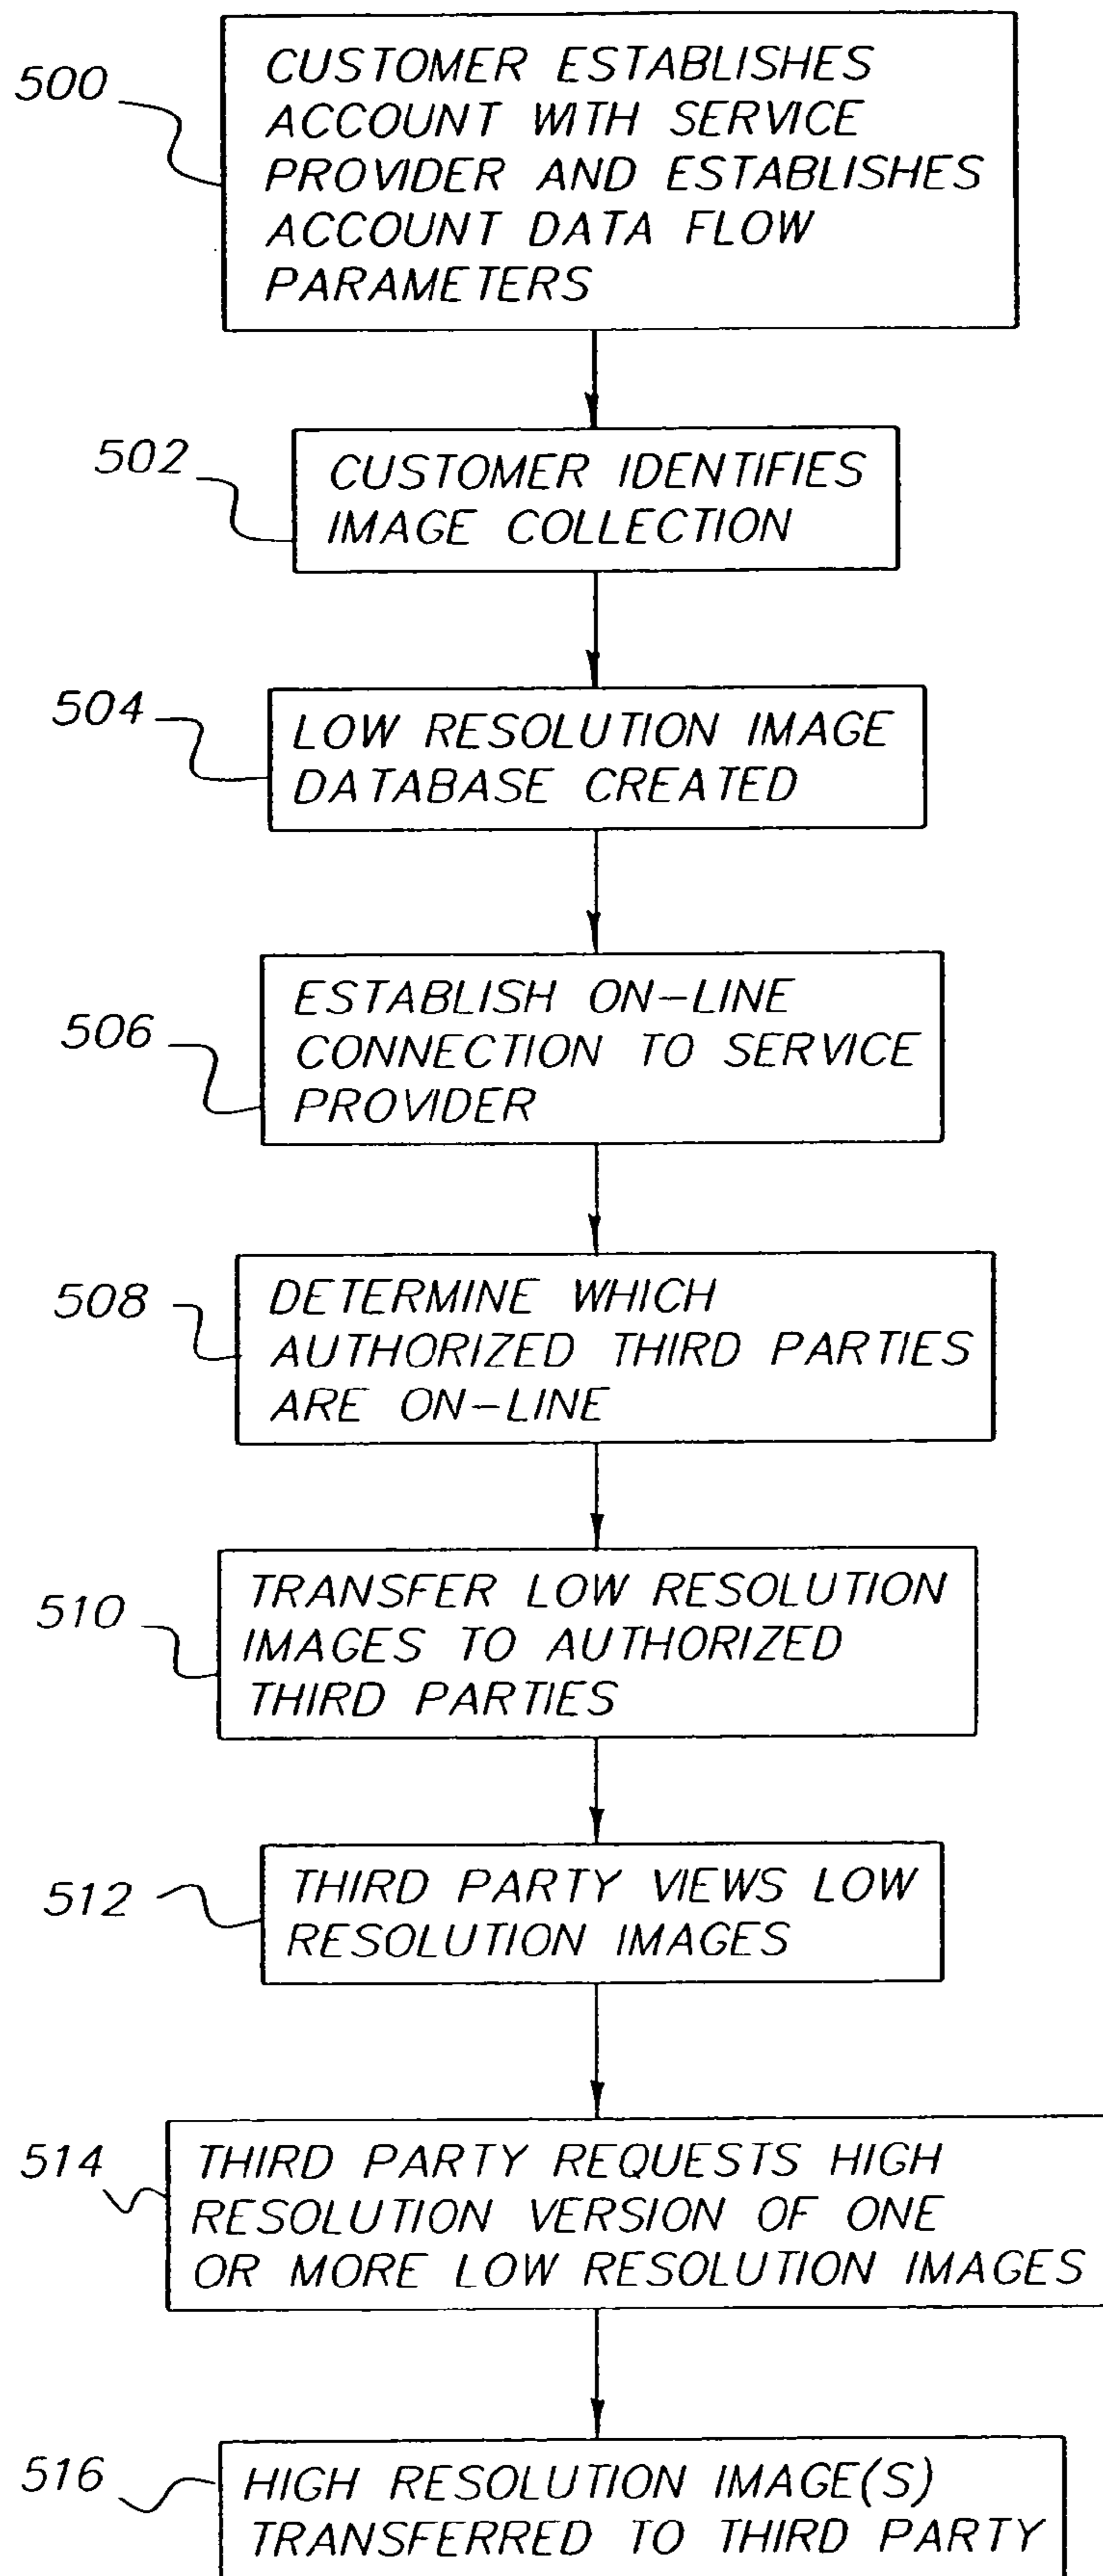 500
CUSTOMER ESTABLISHES
ACCOUNT WITH SERVICE
PROVIDER AND ESTABLISHES
ACCOUNT DATA FLOW
PARAMETERS
502
CUSTOMER IDENTIFIES
IMAGE COLLECTION
504
LOW RESOLUTION IMAGE
DATABASE CREATED
506
ESTABLISH ON-LINE
CONNECTION TO SERVICE
PROVIDER
508
DETERMINE WHICH
AUTHORIZED THIRD PARTIES
ARE ON-LINE
510
TRANSFER LOW RESOLUTION
IMAGES TO AUTHORIZED
THIRD PARTIES
512
THIRD PARTY VIEWS LOW
RESOLUTION IMAGES
514
THIRD PARTY REQUESTS HIGH
RESOLUTION VERSION OF ONE
OR MORE LOW RESOLUTION IMAGES
516
HIGH RESOLUTION IMAGE(S)
TRANSFERRED TO THIRD PARTY